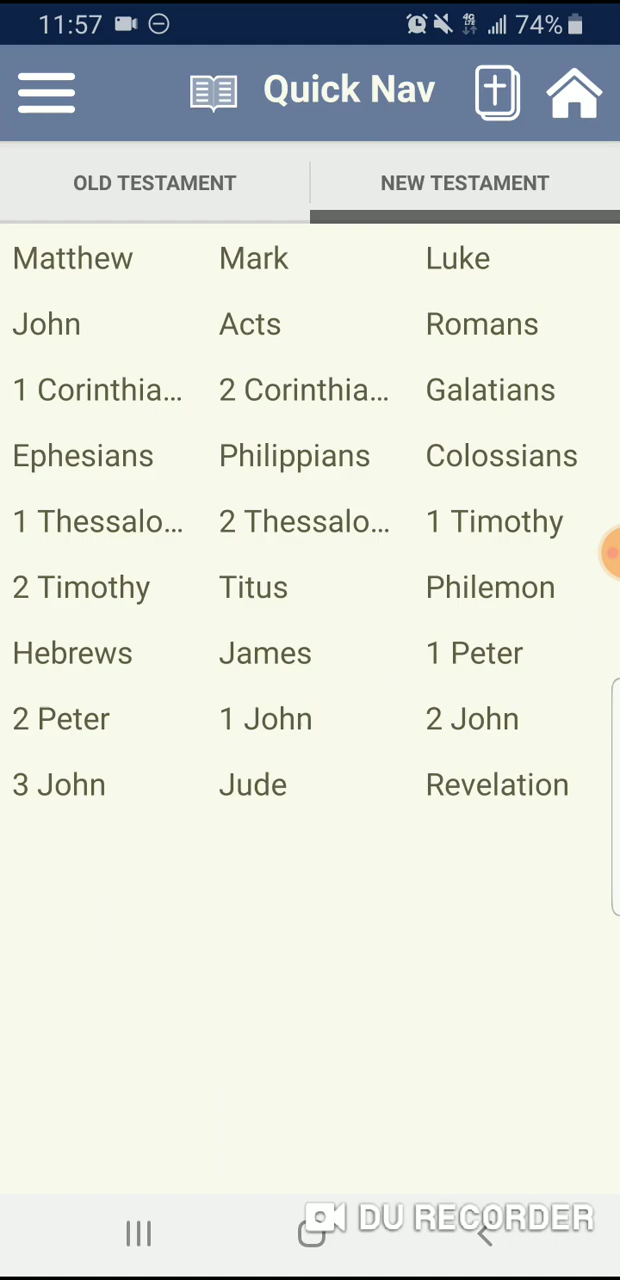 11:57 74%
Quick Nav
OLD TESTAMENT NEW TESTAMENT
Matthew Mark Luke
John Acts Romans
1 Corinthia... 2 Corinthia... Galatians
Ephesians Philippians Colossians
1 Thessalo... 2 Thessalo... 1 Timothy
2 Timothy Titus Philemon
Hebrews James 1 Peter
2 Peter 1 John 2 John
3 John Jude Revelation
DU RECORDER